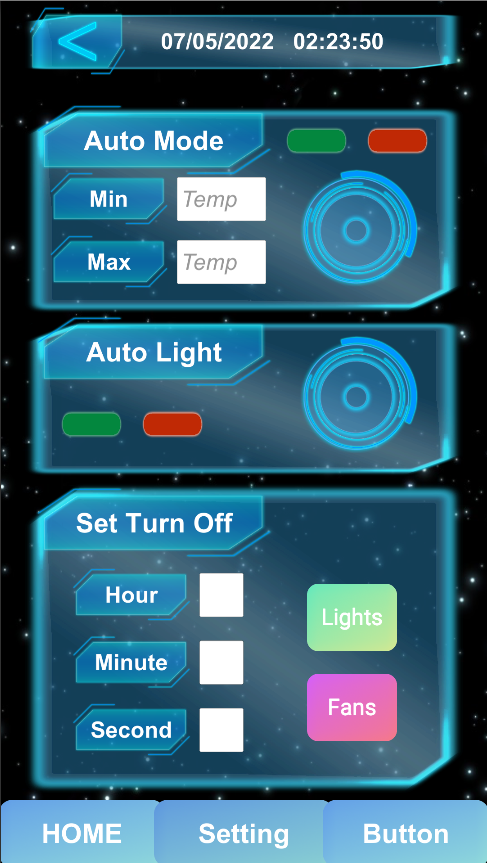 07/05/2022 02:23:50
Auto Mode
Min Temp
Max Temp
Auto Light
Set Turn Off
Hour
Minute
Second
Lights
Fans
HOME Setting Button